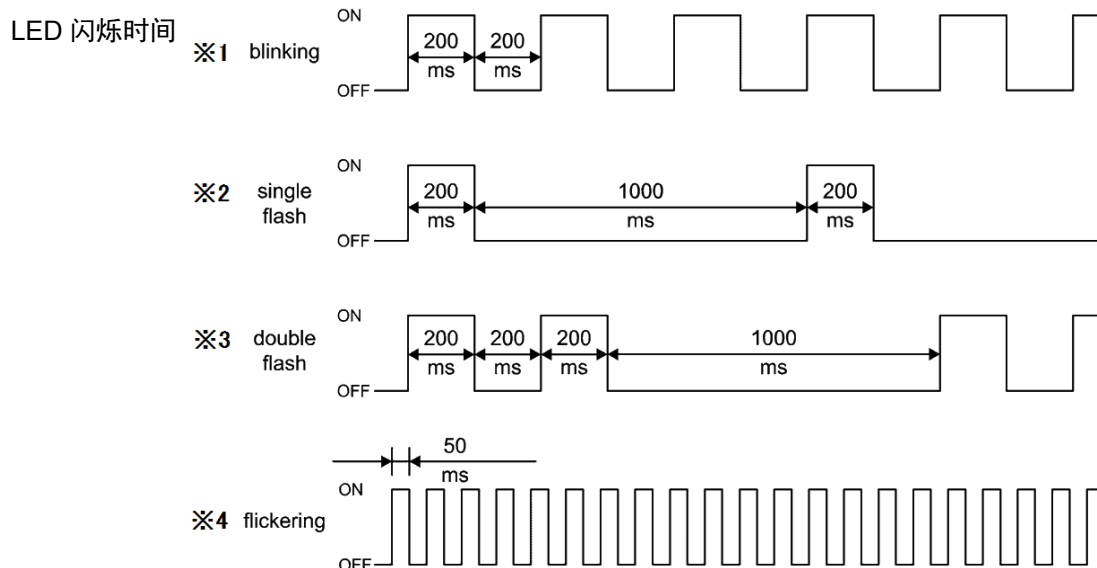 LED 闪烁时间
※1 blinking
ON
OFF
200
ms
200
ms
※2 single
flash
ON
OFF
200
ms
1000
ms
200
ms
※3 double
flash
ON
OFF
200
ms
200
ms
200
ms
1000
ms
※4 flickering
50
ms
ON
OFF